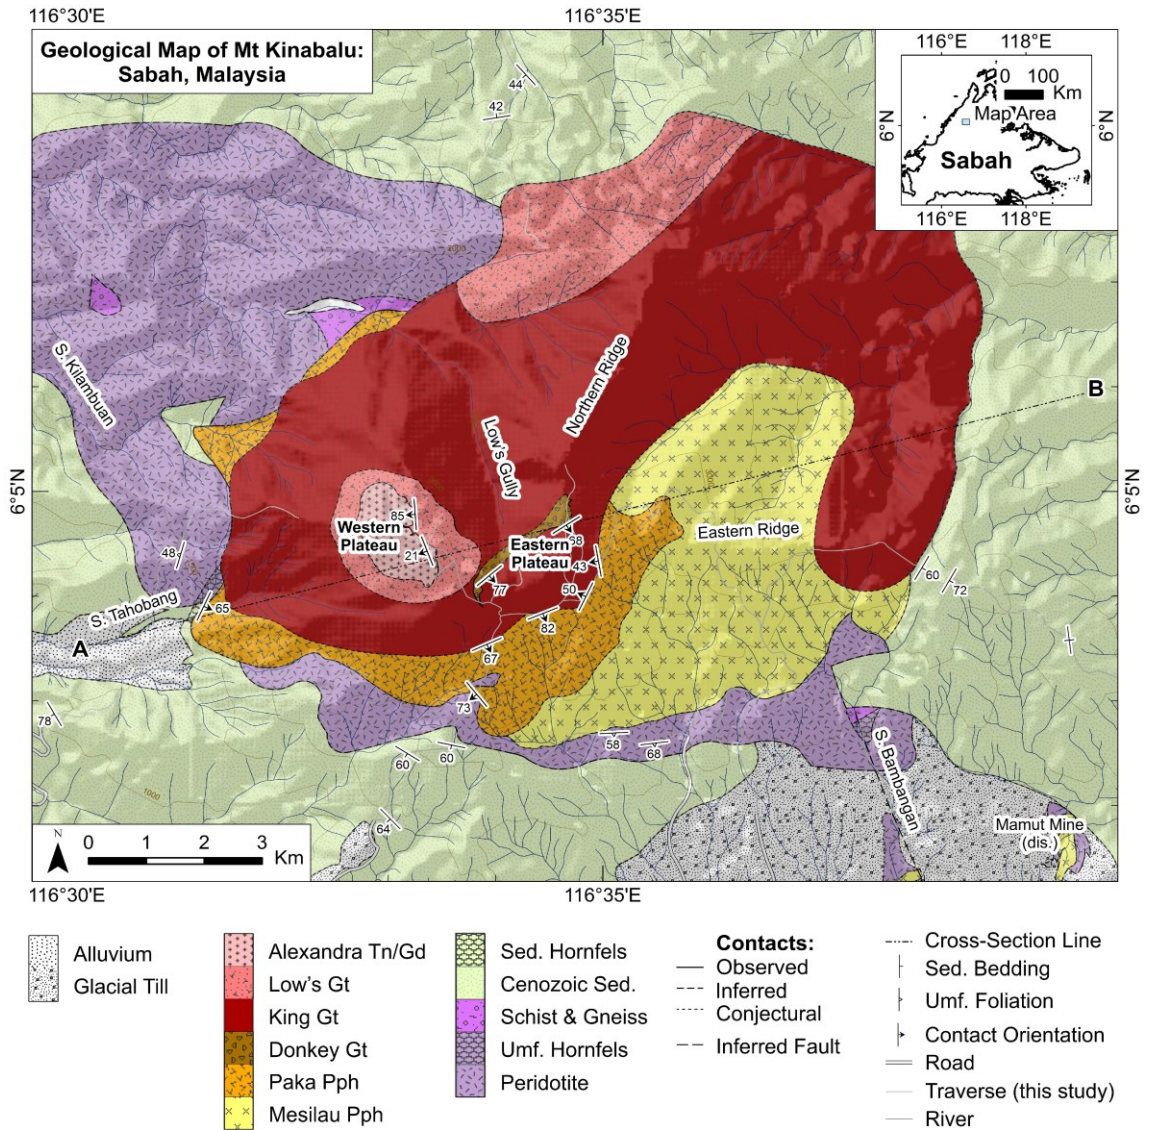 116°30'E
116°35'E
Geological Map of Mt Kinabalu:
Sabah, Malaysia
116°E
118°E
0 100
Km
Map Area
6°N
6°N
Sabah
116°E
118°E
44
42
2000
S. Kilambuan
Northern Ridge
Low's Gully
B
6°5'N
6°5'N
85
Western
Plateau
21
Eastern
Plateau
68
43
77
50
82
Eastern Ridge
48
S. Tahobang
65
60
72
A
67
73
78
60
60
58
68
S. Bambangan
1000
64
Mamut Mine
(dis.)
N
0 1 2 3
Km
116°30'E
116°35'E
Alluvium
Glacial Till
Alexandra Tn/Gd
Low's Gt
King Gt
Donkey Gt
Paka Pph
Mesilau Pph
Sed. Hornfels
Cenozoic Sed.
Schist & Gneiss
Umf. Hornfels
Peridotite
Contacts:
Observed
Inferred
Conjectural
Inferred Fault
Cross-Section Line
Sed. Bedding
Umf. Foliation
Contact Orientation
Road
Traverse (this study)
River